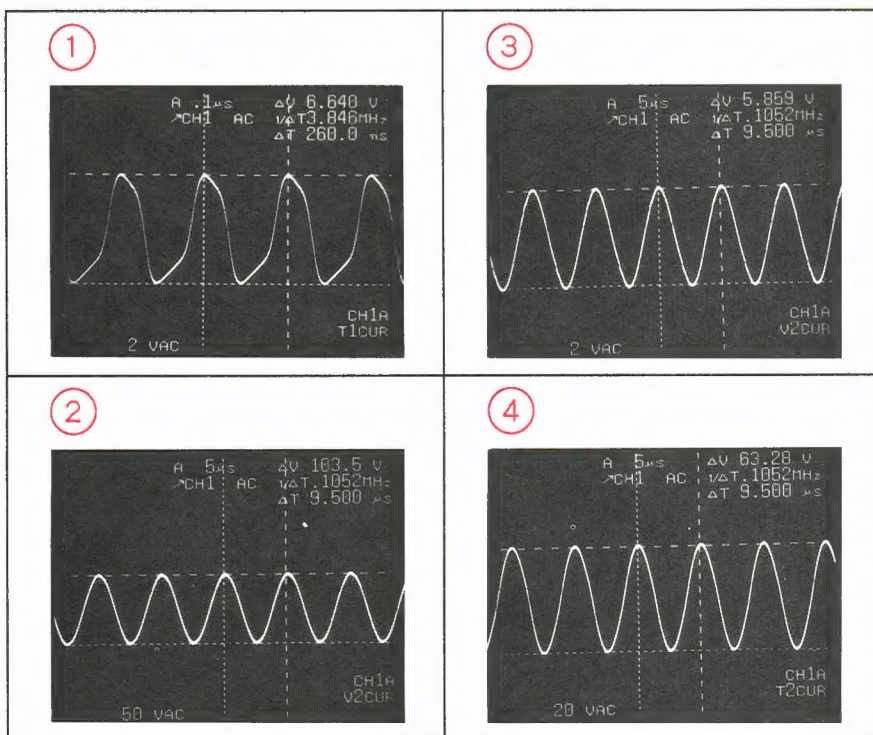 1
A .1µs ΔV 6.640 V
↗CH1 AC 1/ΔT3.846MHz
ΔT 260.0 ns
CH1A
T1CUR
2 VAC
2
A 5µs ΔV 103.5 V
↗CH1 AC 1/ΔT.1052MHz
ΔT 9.500 µs
CH1A
V2CUR
50 VAC
3
A 5µs ΔV 5.859 V
↗CH1 AC 1/ΔT.1052MHz
ΔT 9.500 µs
CH1A
V2CUR
2 VAC
4
A 5µs ΔV 63.28 V
↗CH1 AC 1/ΔT.1052MHz
ΔT 9.500 µs
CH1A
T2CUR
20 VAC